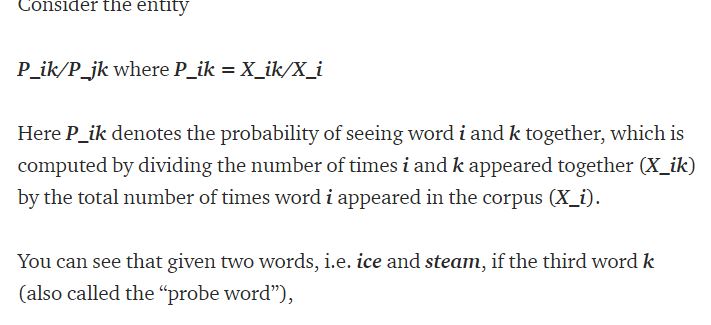 Consider the entity
P_ik/P_jk where P_ik = X_ik/X_i
Here P_ik denotes the probability of seeing word i and k together, which is
computed by dividing the number of times i and k appeared together (X_ik)
by the total number of times word i appeared in the corpus (X_i).
You can see that given two words, i.e. ice and steam, if the third word k
(also called the “probe word”),